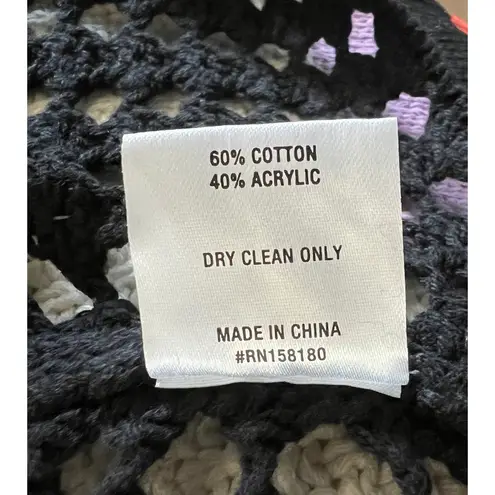 60% COTTON
40% ACRYLIC
DRY CLEAN ONLY
MADE IN CHINA
#RN158180